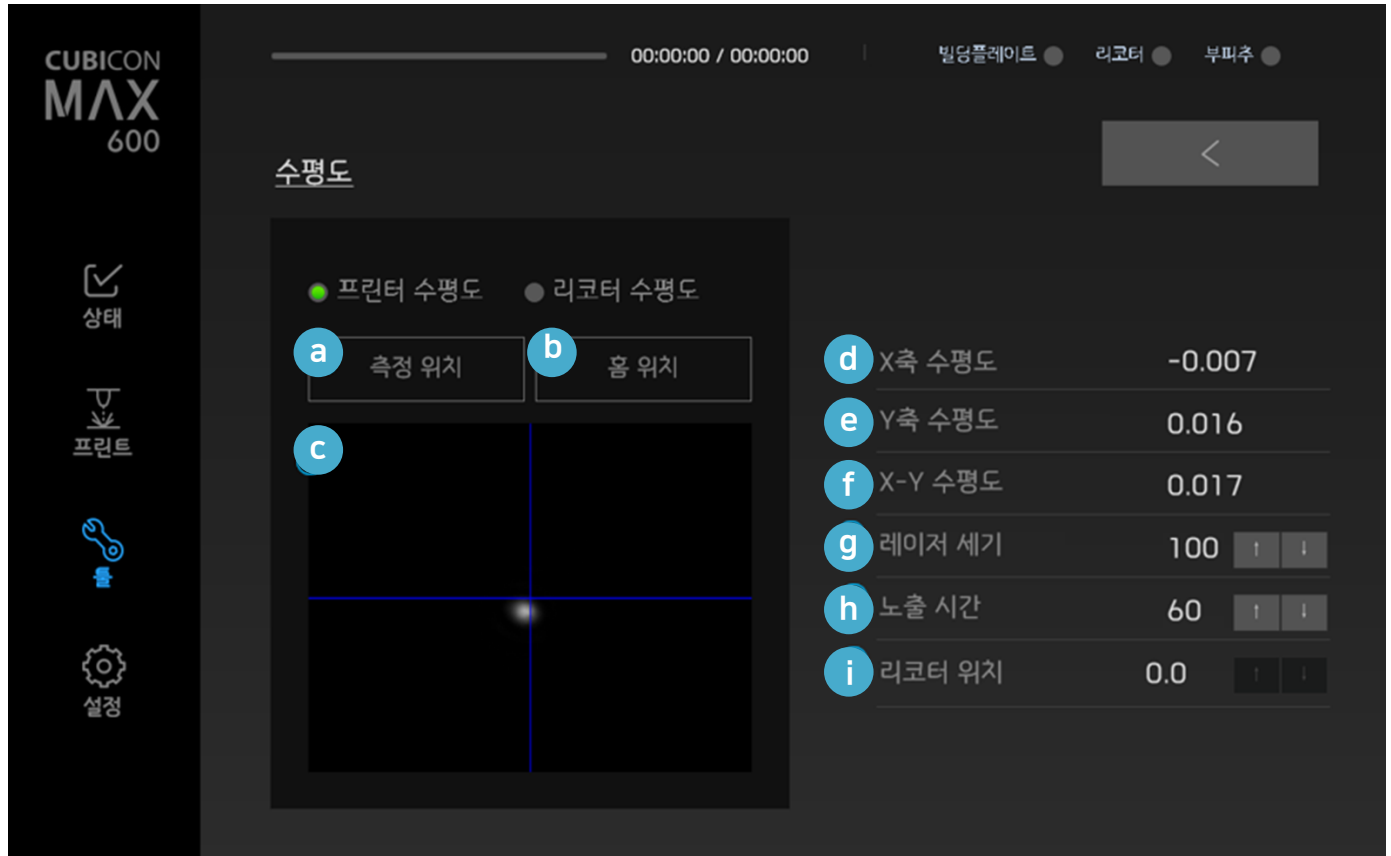 CUBICON
MAX
600
00:00:00 / 00:00:00
빌딩플레이트
리코터
부피추
<
수평도
상태
프린트
툴
설정
프린터 수평도
리코터 수평도
a 측정 위치
b 홈 위치
c
d X축 수평도 -0.007
e Y축 수평도 0.016
f X-Y 수평도 0.017
g 레이저 세기 100 ↑ ↓
h 노출 시간 60 ↑ ↓
i 리코터 위치 0.0 ↑ ↓